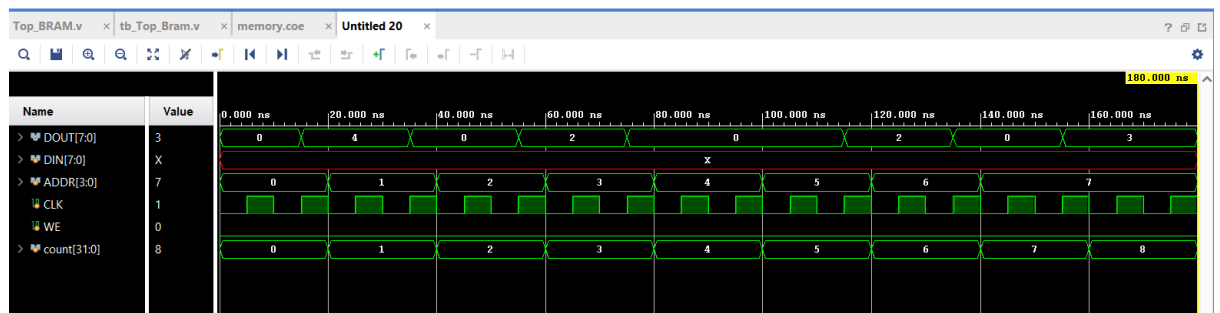 Top_BRAM.v × tb_Top_Bram.v × memory.coe × Untitled 20 ×
?
180.000 ns
Name Value 0.000 ns 20.000 ns 40.000 ns 60.000 ns 80.000 ns 100.000 ns 120.000 ns 140.000 ns 160.000 ns
> DOUT[7:0] 3 0 4 0 2 0 2 0 3
> DIN[7:0] X X
> ADDR[3:0] 7 0 1 2 3 4 5 6 7
CLK 1
WE 0
> count[31:0] 8 0 1 2 3 4 5 6 7 8